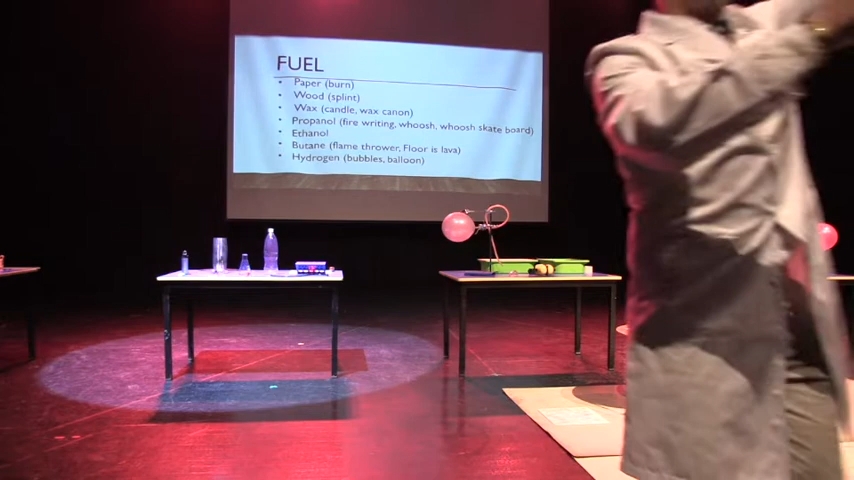 FUEL
• Paper (burn)
• Wood (splint)
• Wax (candle, wax canon)
• Propanol (fire writing, whoosh, whoosh skate board)
• Ethanol
• Butane (flame thrower, Floor is lava)
• Hydrogen (bubbles, balloon)